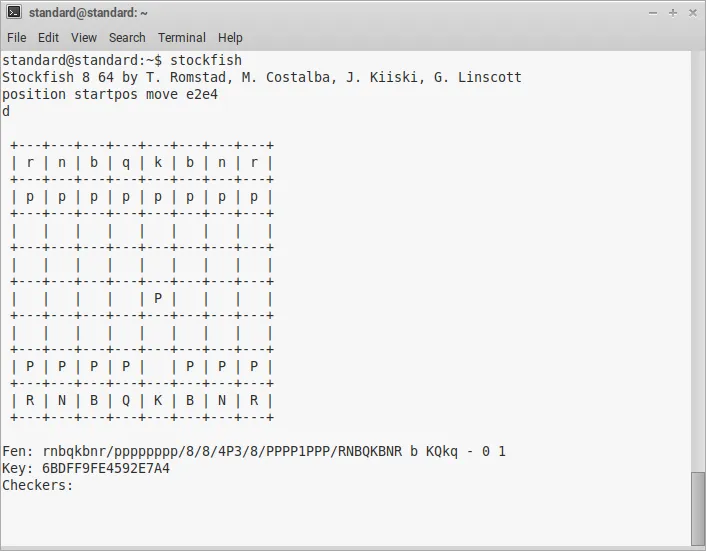 standard@standard: ~
File Edit View Search Terminal Help
standard@standard:~$ stockfish
Stockfish 8 64 by T. Romstad, M. Costalba, J. Kiiski, G. Linscott
position startpos move e2e4
d
+---+---+---+---+---+---+---+---+
| r | n | b | q | k | b | n | r |
+---+---+---+---+---+---+---+---+
| p | p | p | p | p | p | p | p |
+---+---+---+---+---+---+---+---+
|   |   |   |   |   |   |   |   |
+---+---+---+---+---+---+---+---+
|   |   |   |   |   |   |   |   |
+---+---+---+---+---+---+---+---+
|   |   |   |   | P |   |   |   |
+---+---+---+---+---+---+---+---+
|   |   |   |   |   |   |   |   |
+---+---+---+---+---+---+---+---+
| P | P | P | P |   | P | P | P |
+---+---+---+---+---+---+---+---+
| R | N | B | Q | K | B | N | R |
+---+---+---+---+---+---+---+---+
Fen: rnbqkbnr/pppppppp/8/8/4P3/8/PPPP1PPP/RNBQKBNR b KQkq - 0 1
Key: 6BDFF9FE4592E7A4
Checkers: